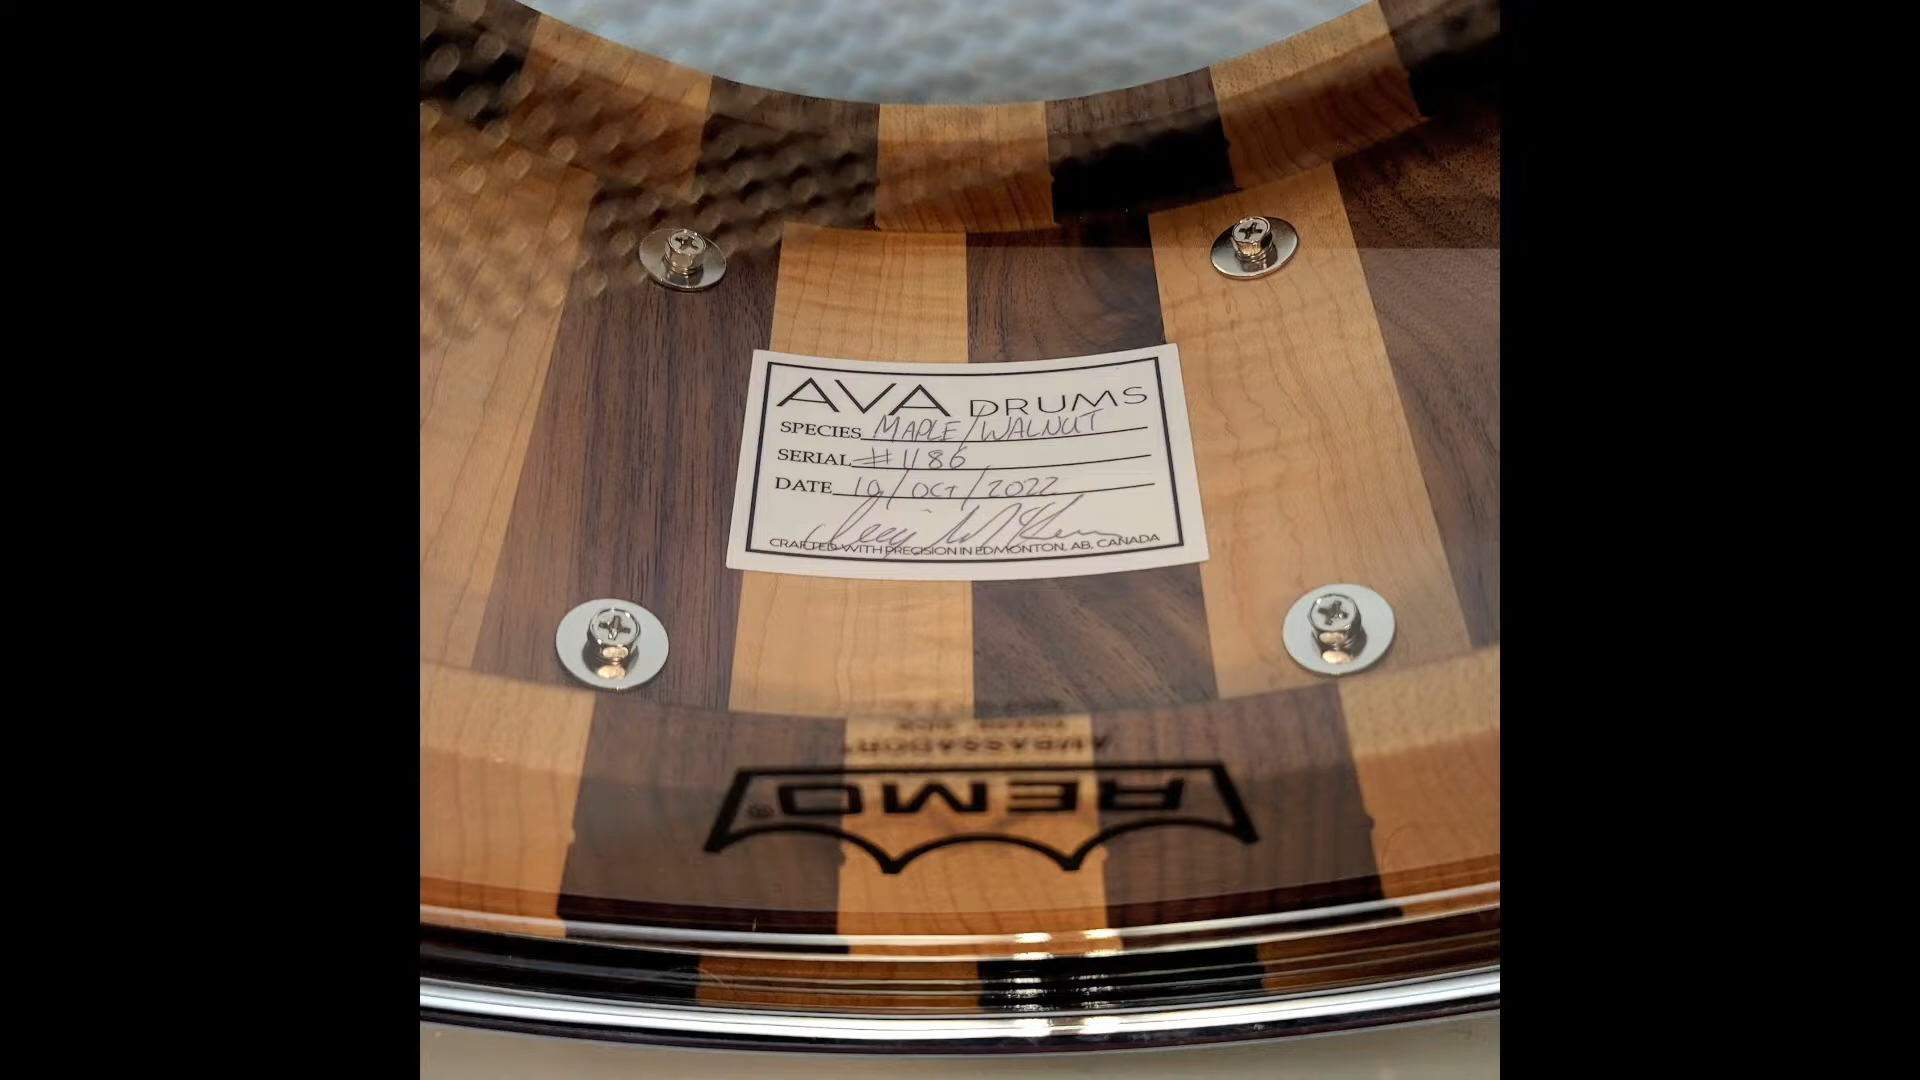 AVA DRUMS
SPECIES MAPLE/WALNUT
SERIAL #1186
DATE 10/OCT/2022
CRAFTED WITH PRECISION IN EDMONTON, AB, CANADA
AMBASSADOR
REMO®